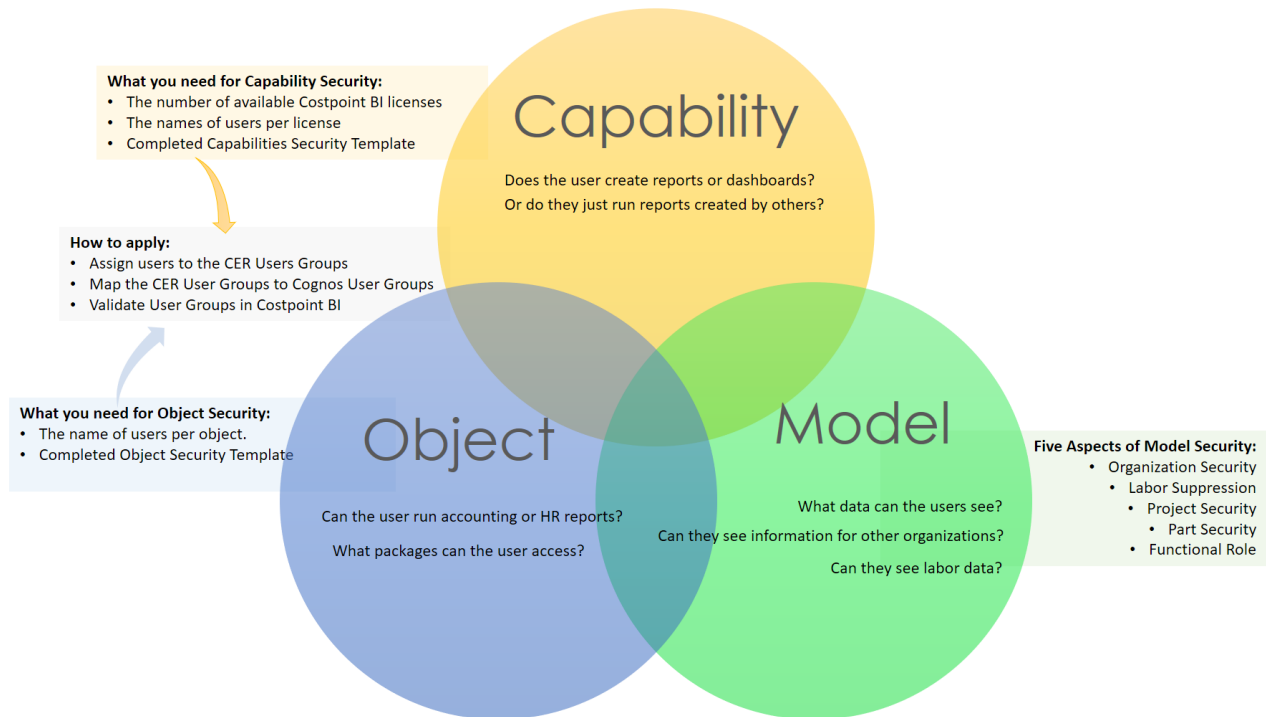 What you need for Capability Security:
• The number of available Costpoint BI licenses
• The names of users per license
• Completed Capabilities Security Template
Capability
Does the user create reports or dashboards?
Or do they just run reports created by others?
How to apply:
• Assign users to the CER Users Groups
• Map the CER User Groups to Cognos User Groups
• Validate User Groups in Costpoint BI
What you need for Object Security:
• The name of users per object.
• Completed Object Security Template
Object
Can the user run accounting or HR reports?
What packages can the user access?
Model
What data can the users see?
Can they see information for other organizations?
Can they see labor data?
Five Aspects of Model Security:
• Organization Security
• Labor Suppression
• Project Security
• Part Security
• Functional Role